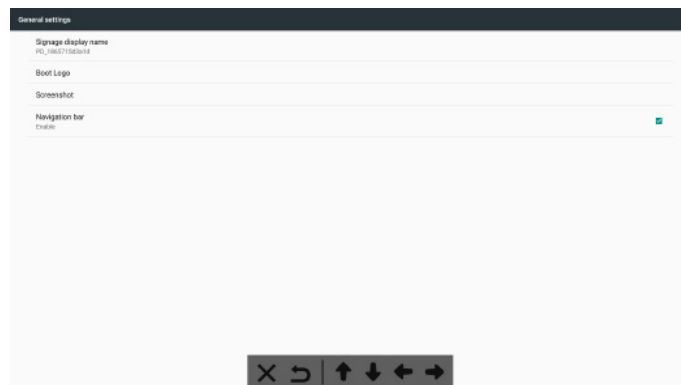 General settings
Signage display name
Boot Logo
Screenshot
Navigation bar
Enable